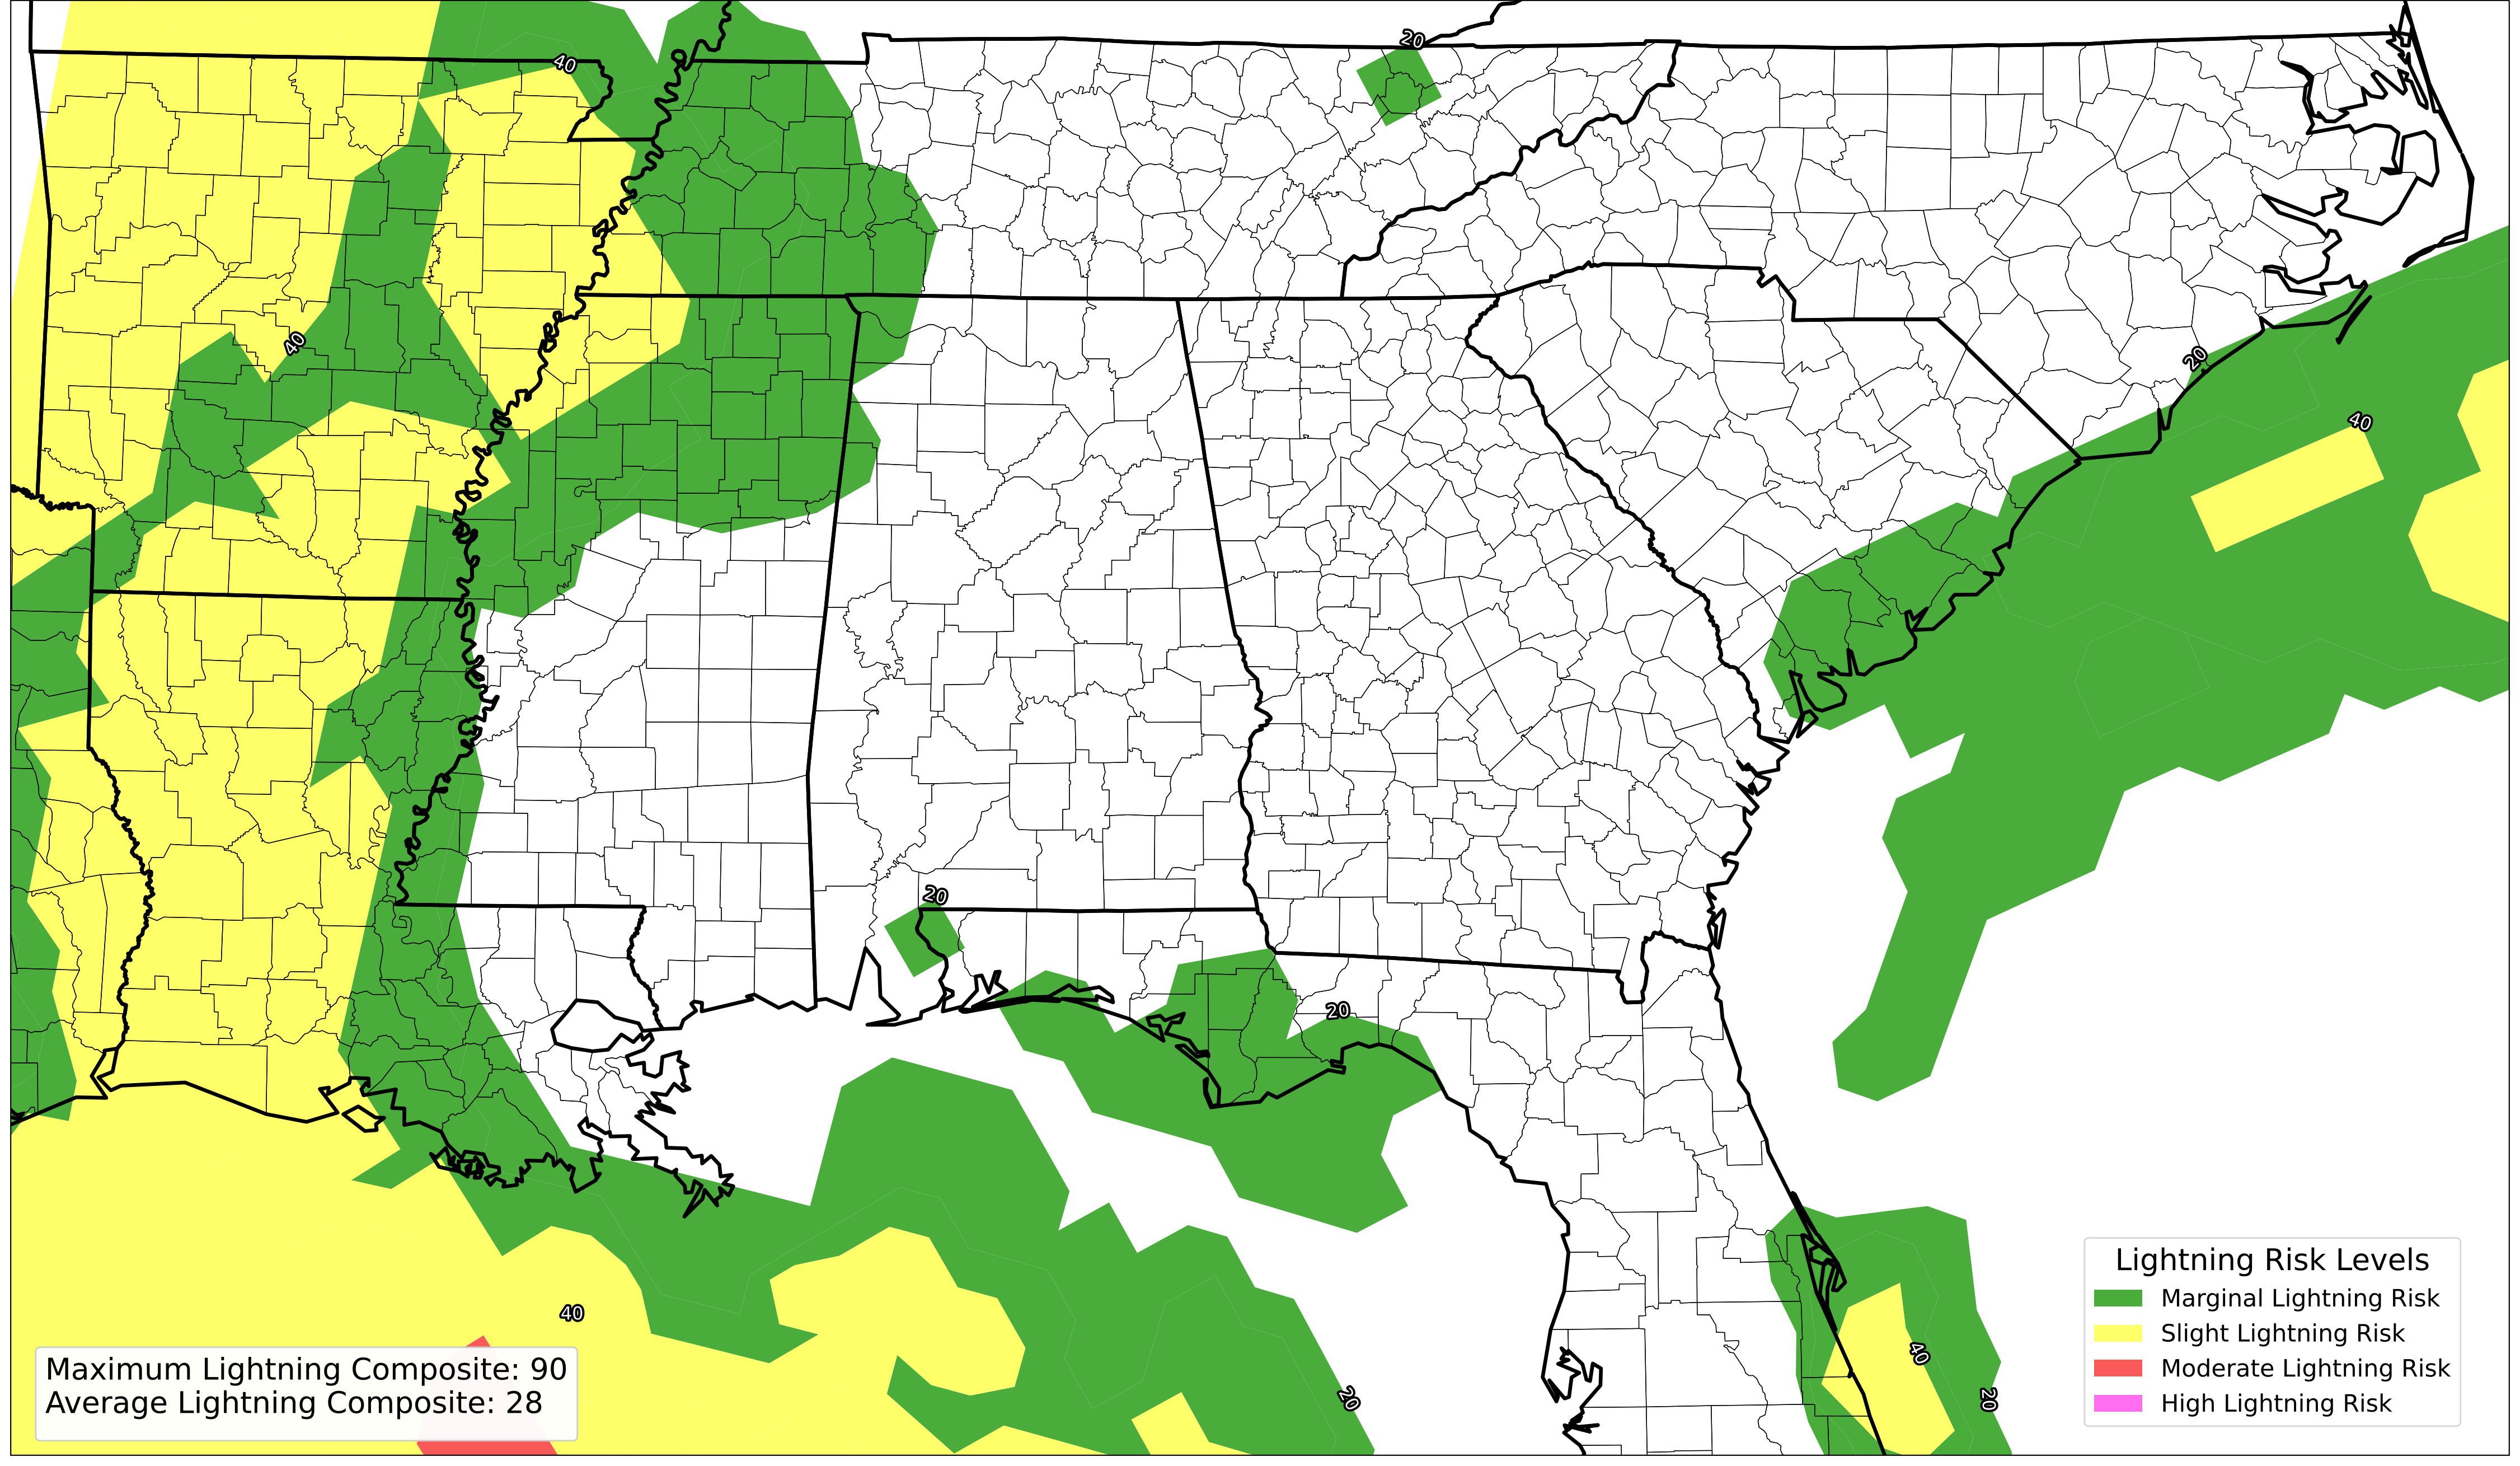 20
40
40
20
40
20
20
40
40
20
20
Maximum Lightning Composite: 90
Average Lightning Composite: 28
Lightning Risk Levels
Marginal Lightning Risk
Slight Lightning Risk
Moderate Lightning Risk
High Lightning Risk